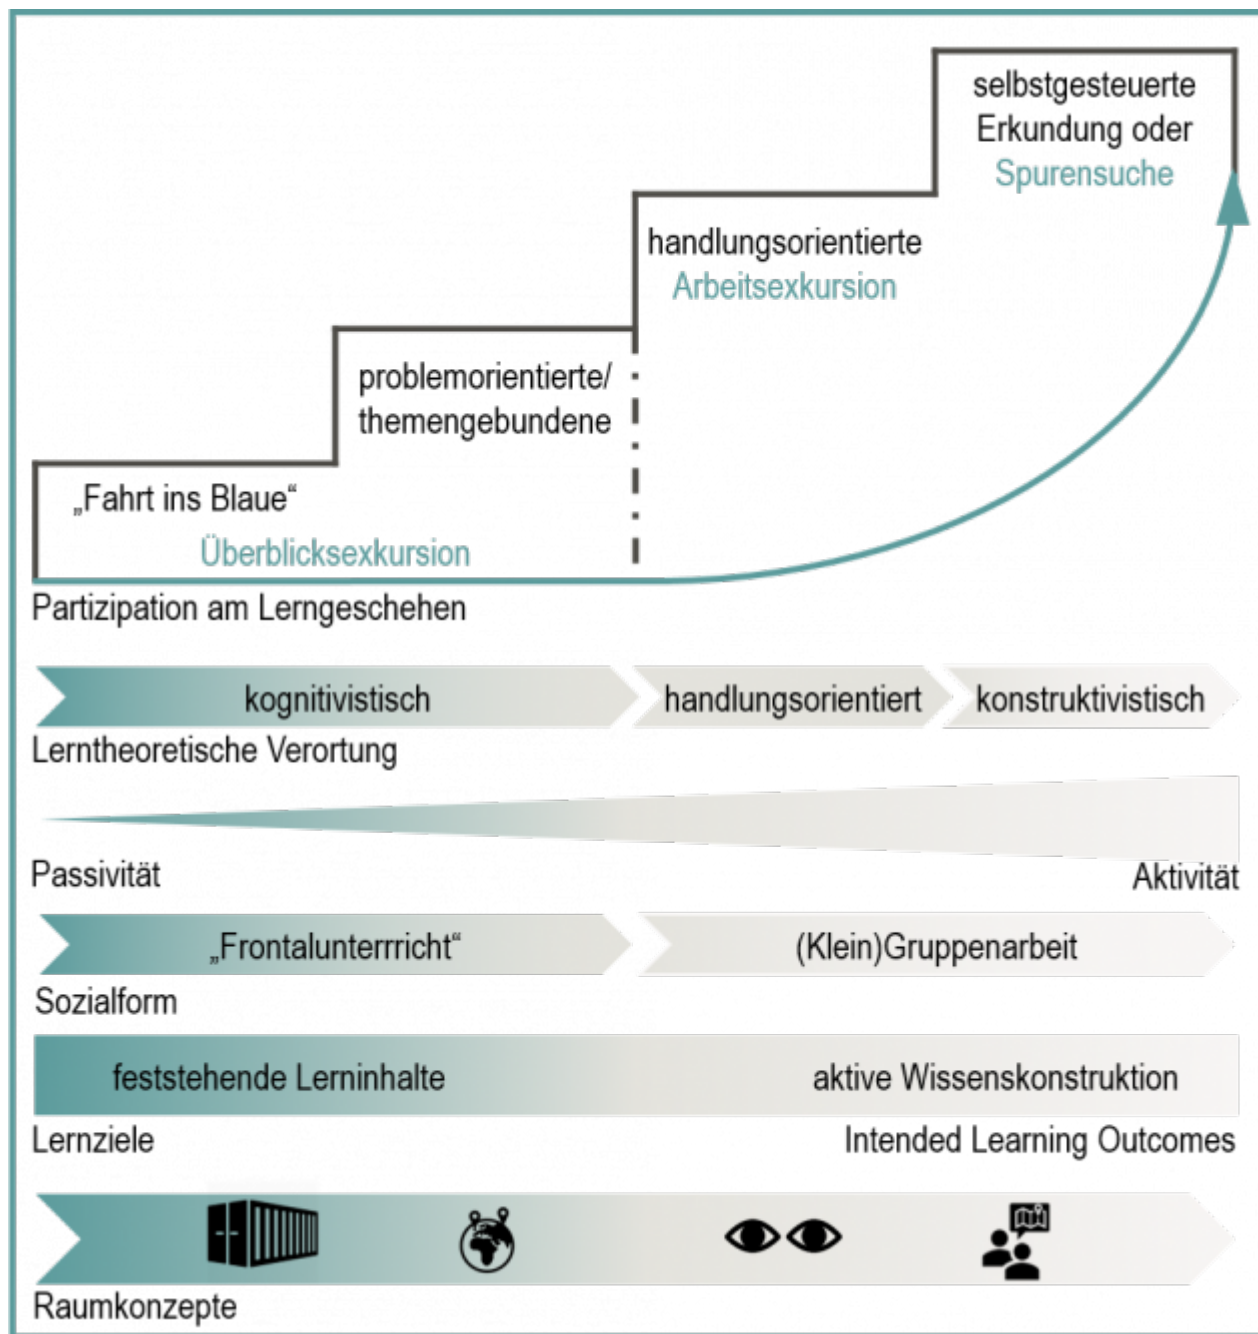 selbstgesteuerte
Erkundung oder
Spurensuche
handlungsorientierte
Arbeitsexkursion
problemorientierte/
themengebundene
„Fahrt ins Blaue“
Überblicksexkursion
Partizipation am Lerngeschehen
kognitivistisch
handlungsorientiert
konstruktivistisch
Lerntheoretische Verortung
Passivität
Aktivität
„Frontalunterrricht“
(Klein)Gruppenarbeit
Sozialform
feststehende Lerninhalte
aktive Wissenskonstruktion
Lernziele
Intended Learning Outcomes
Raumkonzepte